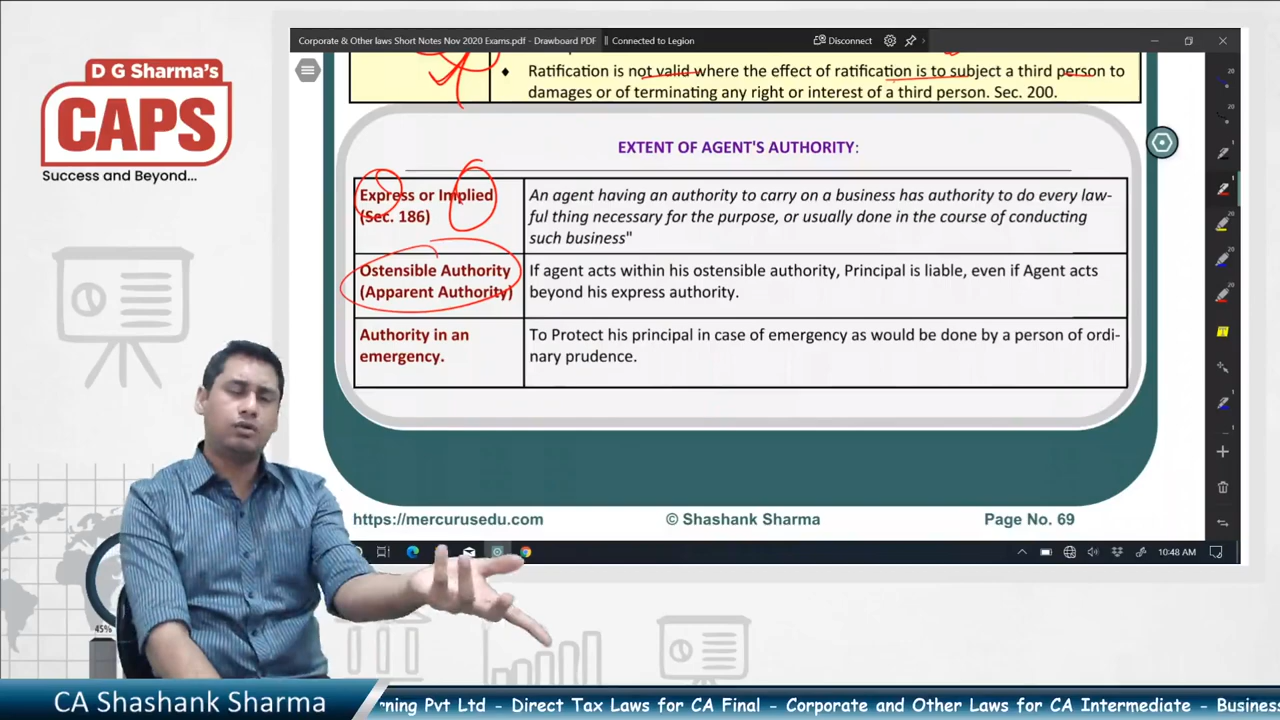 D G Sharma's
CAPS
Success and Beyond...
Corporate & Other laws Short Notes Nov 2020 Exams.pdf - Drawboard PDF
Connected to Legion
Disconnect
♦ Ratification is not valid where the effect of ratification is to subject a third person to
damages or of terminating any right or interest of a third person. Sec. 200.
EXTENT OF AGENT'S AUTHORITY:
Express or Implied
(Sec. 186)
An agent having an authority to carry on a business has authority to do every law-
ful thing necessary for the purpose, or usually done in the course of conducting
such business"
Ostensible Authority
(Apparent Authority)
If agent acts within his ostensible authority, Principal is liable, even if Agent acts
beyond his express authority.
Authority in an
emergency.
To Protect his principal in case of emergency as would be done by a person of ordi-
nary prudence.
https://mercurusedu.com
© Shashank Sharma
Page No. 69
10:48 AM
45%
CA Shashank Sharma
rning Pvt Ltd - Direct Tax Laws for CA Final - Corporate and Other Laws for CA Intermediate - Business